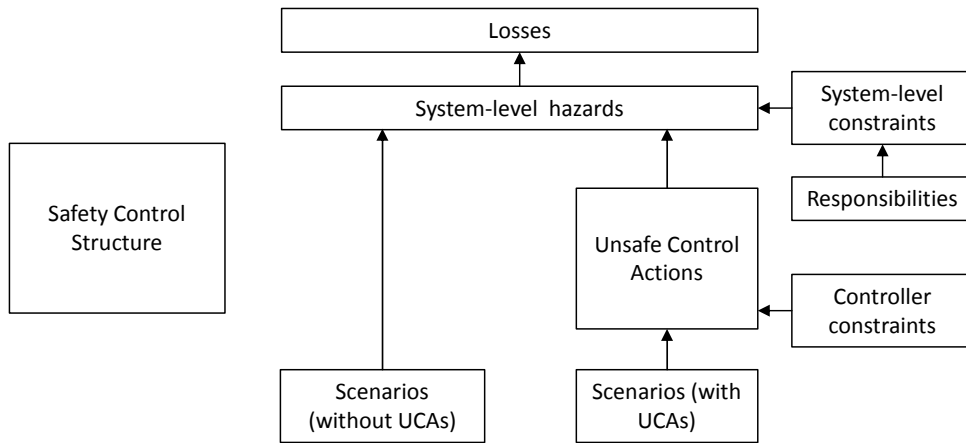 Losses
System-level hazards
System-level
constraints
Safety Control
Structure
Responsibilities
Unsafe Control
Actions
Controller
constraints
Scenarios
(without UCAs)
Scenarios (with
UCAs)